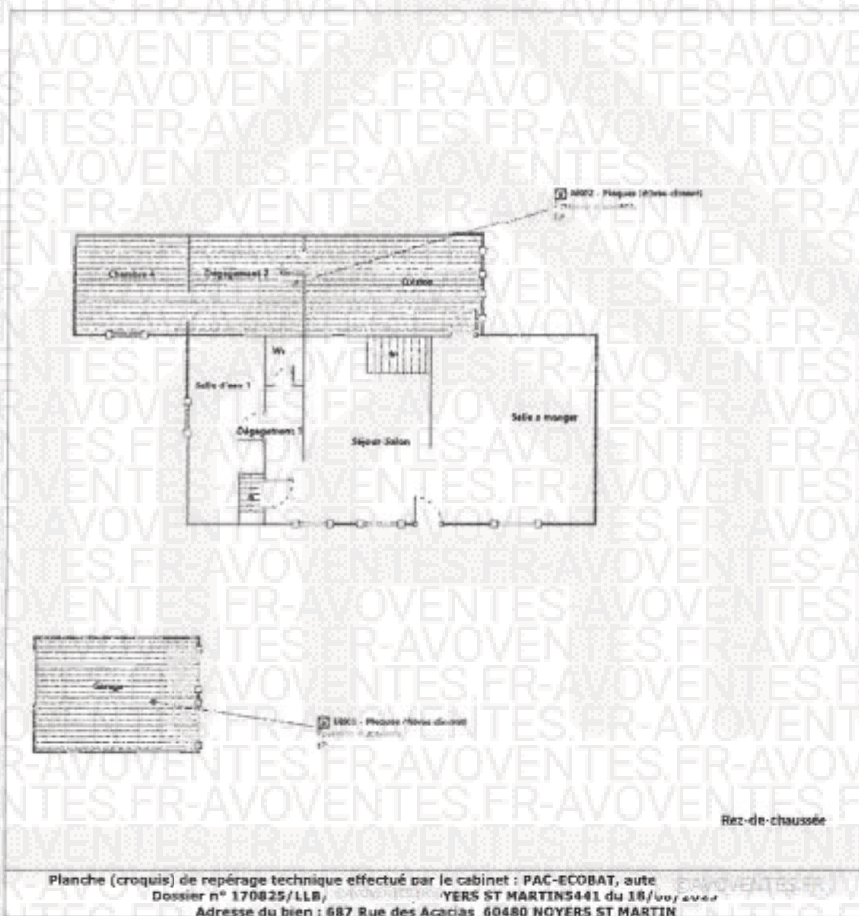 Plaques (fibres-ciment)
Chambre 4
Dégagement 2
Cuisine
Wc
Salle d'eau 1
Salle a manger
Dégagement 1
Séjour-Salon
Garage
Plaques (fibres-ciment)
Rez-de-chaussée
Planche (croquis) de repérage technique effectué par le cabinet : PAC-ECOBAT, aute
Dossier n° 170825/LLB, YERS ST MARTIN5441 du 18/08/2025
Adresse du bien : 687 Rue des Acacias 60480 NOYERS ST MARTIN
AVOVENTES.FR